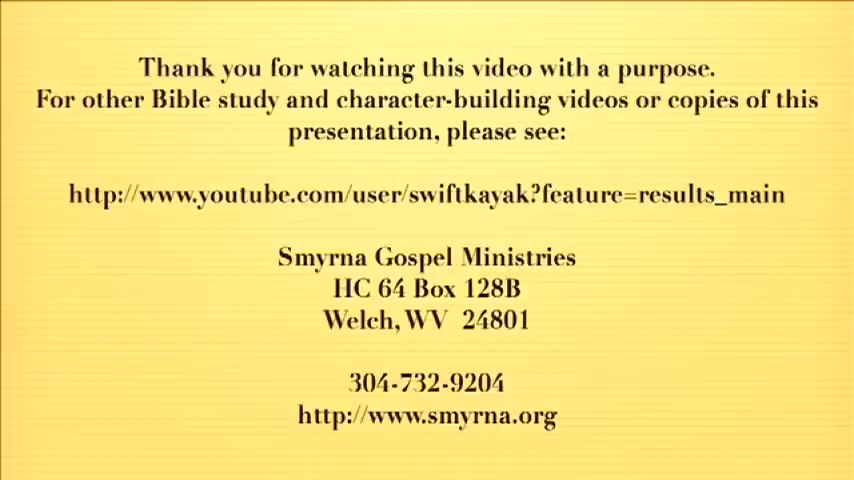 Thank you for watching this video with a purpose.
For other Bible study and character-building videos or copies of this
presentation, please see:
http://www.youtube.com/user/swiftkayak?feature=results_main
Smyrna Gospel Ministries
HC 64 Box 128B
Welch, WV  24801
304-732-9204
http://www.smyrna.org